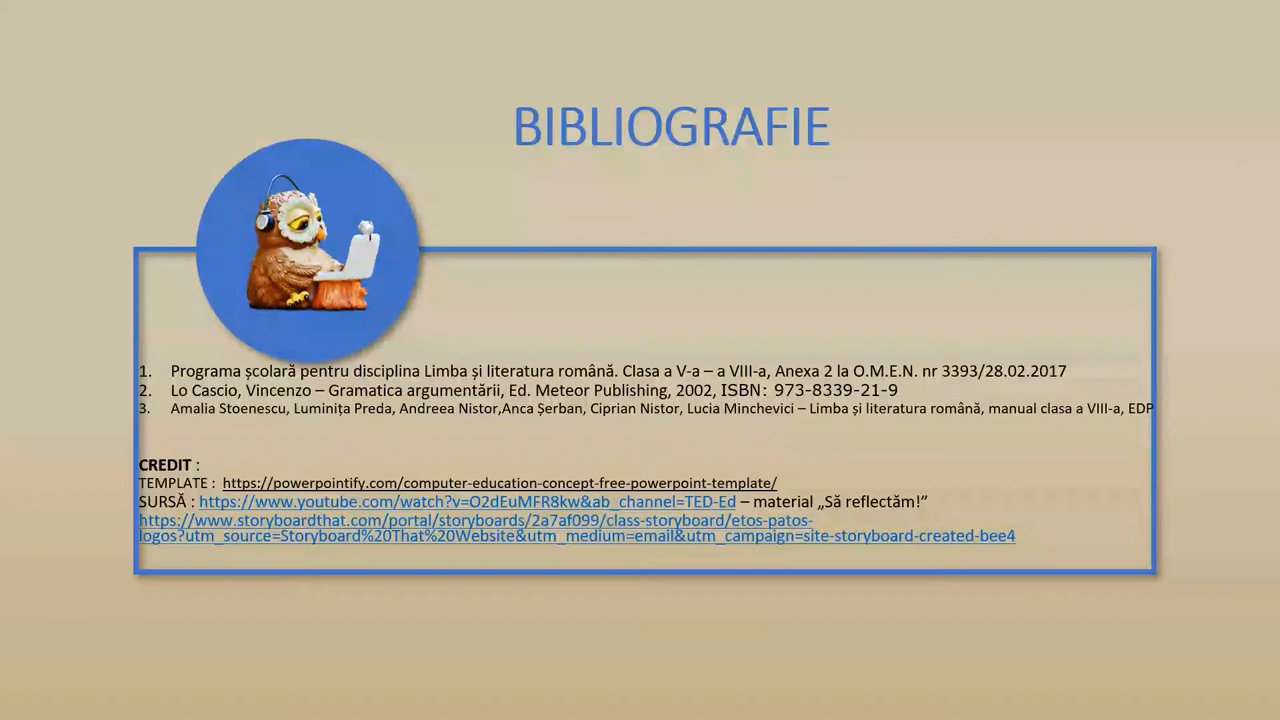 BIBLIOGRAFIE
1. Programa școlară pentru disciplina Limba și literatura română. Clasa a V-a – a VIII-a, Anexa 2 la O.M.E.N. nr 3393/28.02.2017
2. Lo Cascio, Vincenzo – Gramatica argumentării, Ed. Meteor Publishing, 2002, ISBN: 973-8339-21-9
3. Amalia Stoenescu, Luminița Preda, Andreea Nistor,Anca Șerban, Ciprian Nistor, Lucia Minchevici – Limba și literatura română, manual clasa a VIII-a, EDP
CREDIT :
TEMPLATE : https://powerpointify.com/computer-education-concept-free-powerpoint-template/
SURSĂ : https://www.youtube.com/watch?v=O2dEuMFR8kw&ab_channel=TED-Ed – material „Să reflectăm!”
https://www.storyboardthat.com/portal/storyboards/2a7af099/class-storyboard/etos-patos-
logos?utm_source=Storyboard%20That%20Website&utm_medium=email&utm_campaign=site-storyboard-created-bee4